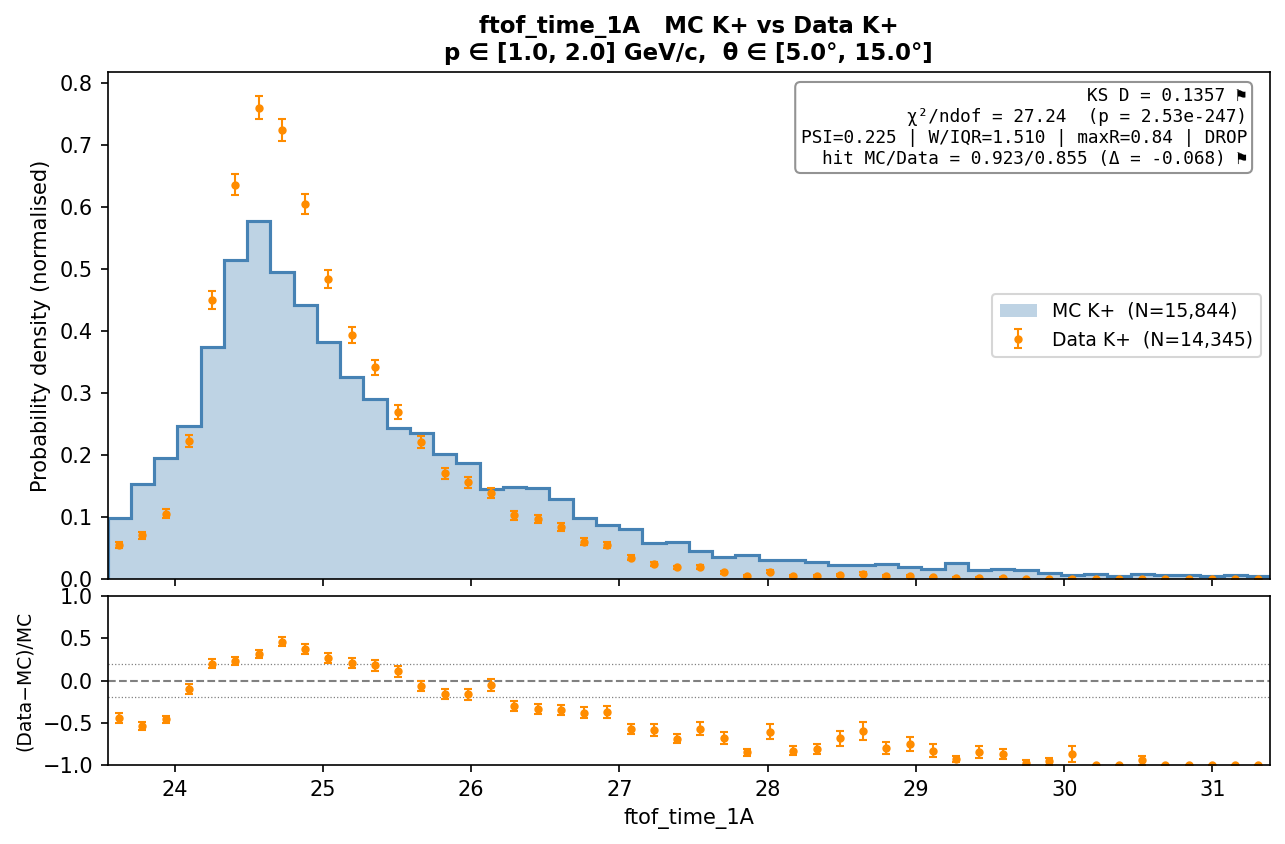 ftof_time_1A   MC K+ vs Data K+
p ∈ [1.0, 2.0] GeV/c,  θ ∈ [5.0°, 15.0°]
KS D = 0.1357 ⚑
χ²/ndof = 27.24  (p = 2.53e-247)
PSI=0.225 | W/IQR=1.510 | maxR=0.84 | DROP
hit MC/Data = 0.923/0.855 (Δ = -0.068) ⚑
MC K+  (N=15,844)
Data K+  (N=14,345)
Probability density (normalised)
0.8
0.7
0.6
0.5
0.4
0.3
0.2
0.1
0.0
(Data−MC)/MC
1.0
0.5
0.0
−0.5
−1.0
24 25 26 27 28 29 30 31
ftof_time_1A